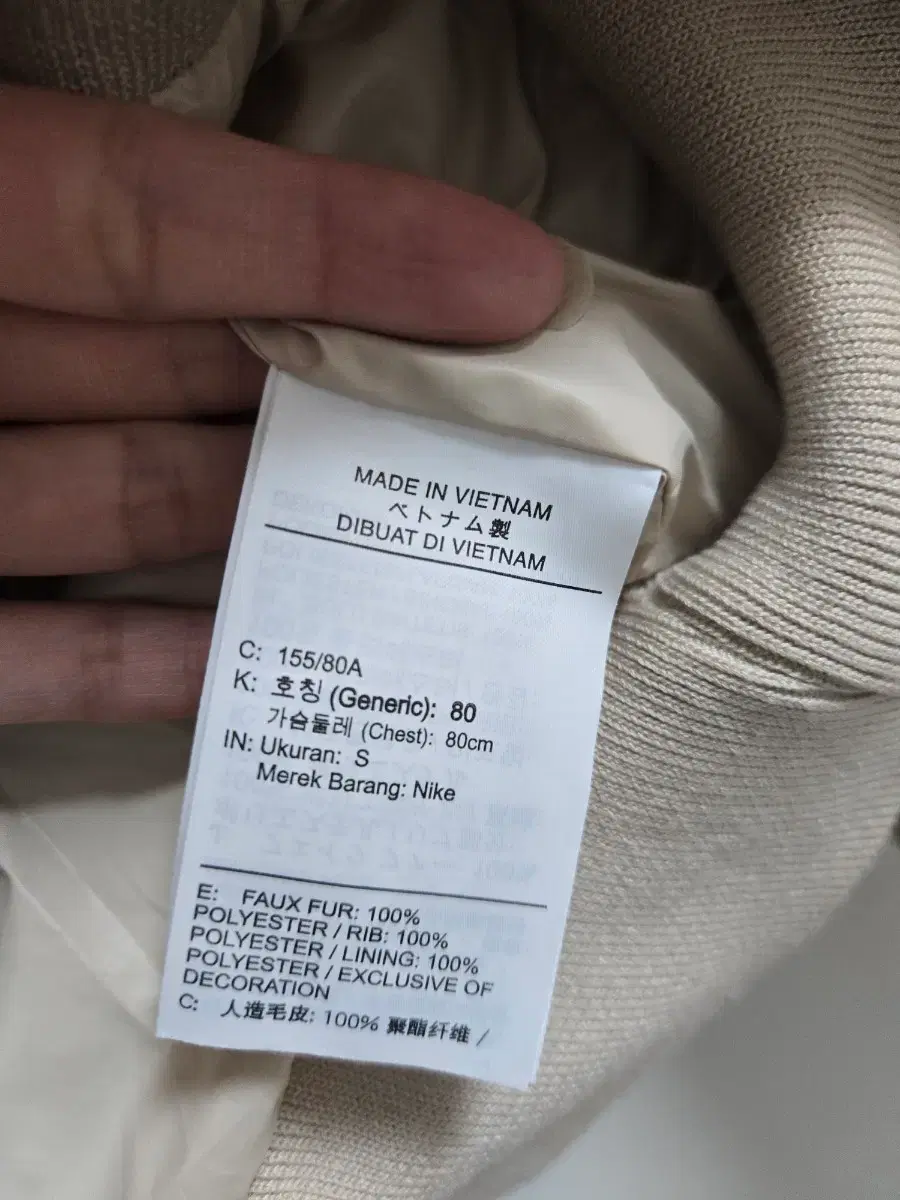 MADE IN VIETNAM
ベトナム製
DIBUAT DI VIETNAM
C: 155/80A
K: 호칭 (Generic): 80
가슴둘레 (Chest): 80cm
IN: Ukuran: S
Merek Barang: Nike
E: FAUX FUR: 100%
POLYESTER / RIB: 100%
POLYESTER / LINING: 100%
POLYESTER / EXCLUSIVE OF
DECORATION
C: 人造毛皮: 100% 聚酯纤维 /